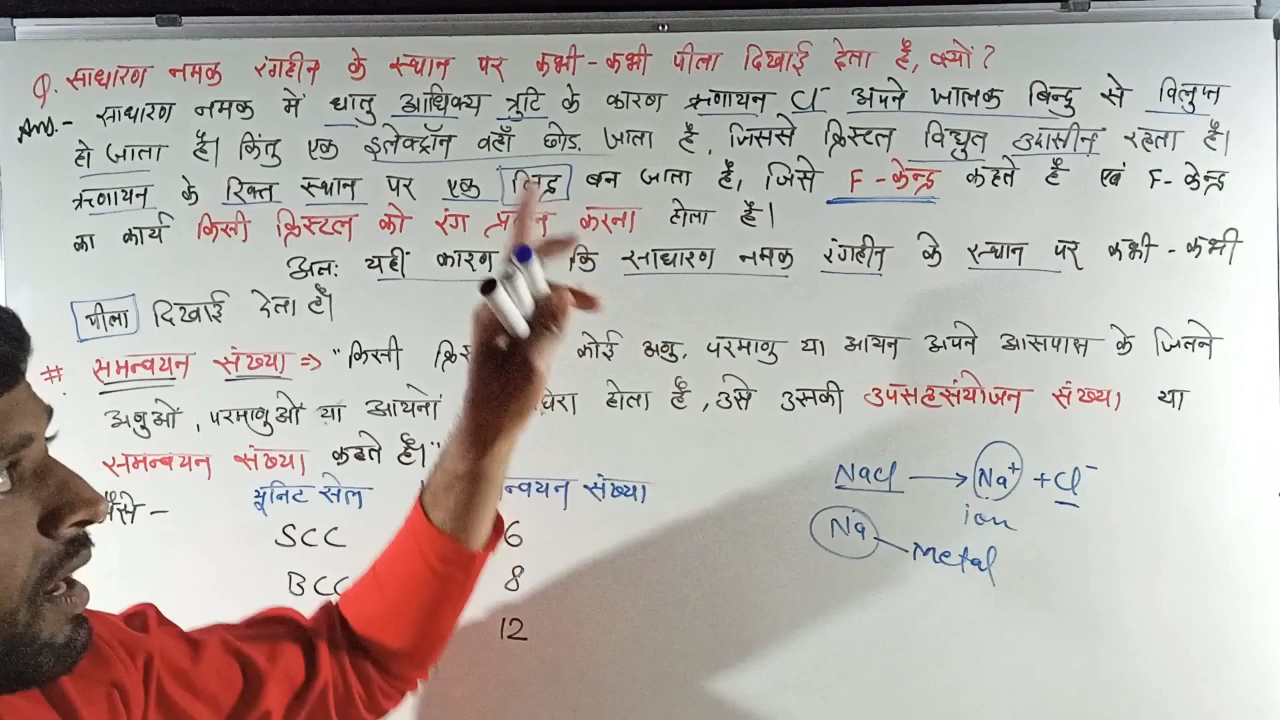 Q. साधारण नमक रंगहीन के स्थान पर कभी-कभी पीला दिखाई देता है, क्यों?
Ans.- साधारण नमक में धातु आधिक्य त्रुटि के कारण ऋणायन Cl⁻ अपने जालक बिन्दु से विलुप्त
हो जाता है। किंतु एक इलेक्ट्रॉन वहाँ छोड़ जाता है, जिससे क्रिस्टल विद्युत उदासीन रहता है।
ऋणायन के रिक्त स्थान पर एक छिद्र बन जाता है, जिसे F-केन्द्र कहते है एवं F-केन्द्र
का कार्य किसी क्रिस्टल को रंग करना होता है।
अतः यही कारण कि साधारण नमक रंगहीन के स्थान पर कभी-कभी
पीला दिखाई देता है।
# समन्वयन संख्या ⇒ "किसी कोई अणु, परमाणु या आयन अपने आसपास के जितने
अणुओं, परमाणुओं या आयनों घिरा होता है, उसे उसकी उपसहसंयोजन संख्या या
समन्वयन संख्या कहते है।"
यूनिट सेल संख्या
SCC 6
BCC 8
12
NaCl → Na⁺ + Cl⁻
ion
Na Metal